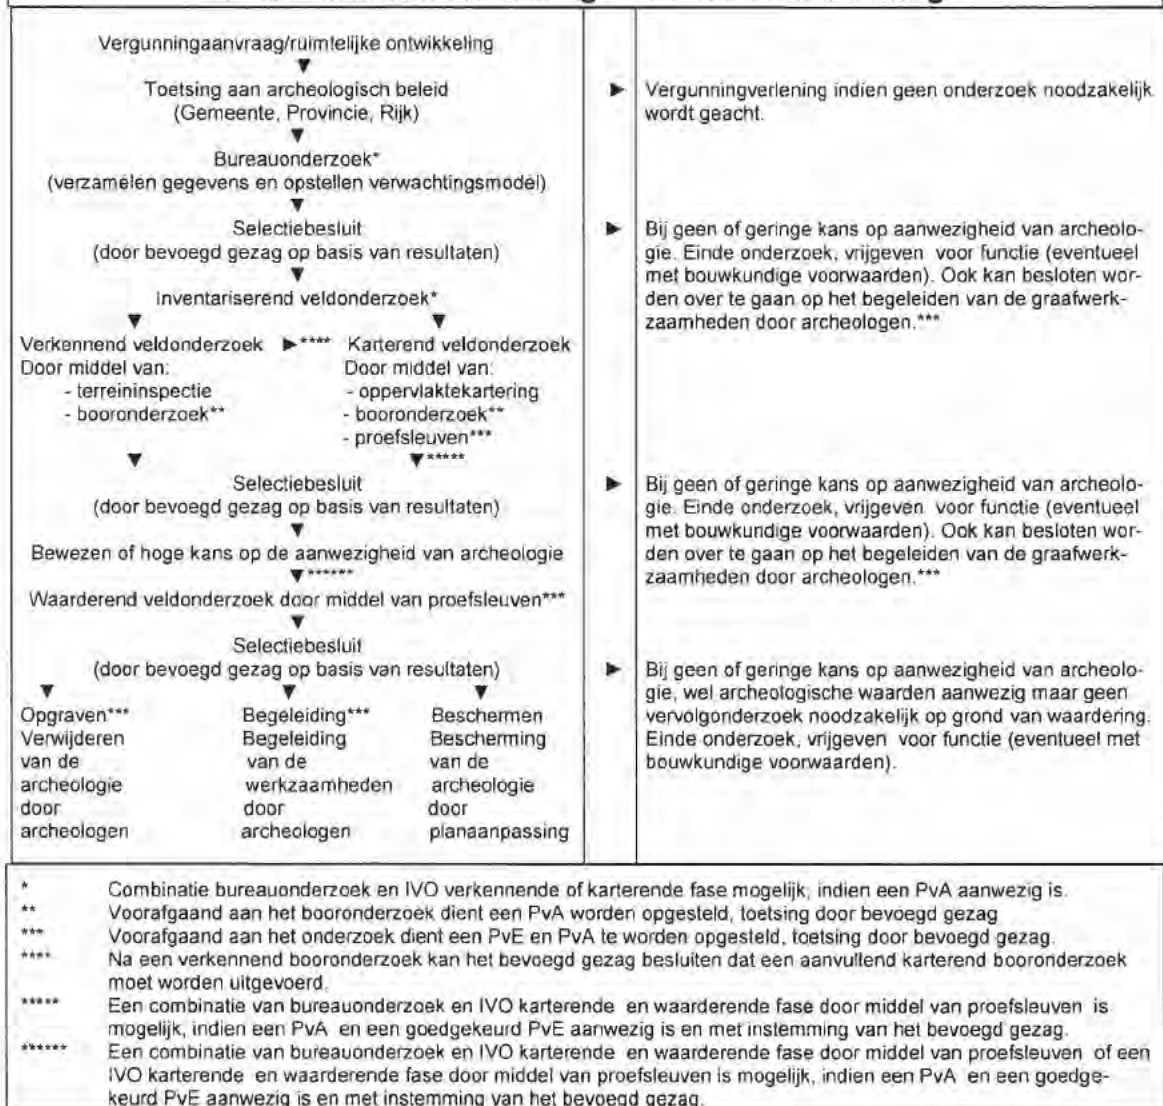 Vergunningaanvraag/ruimtelijke ontwikkeling
▼
Toetsing aan archeologisch beleid
(Gemeente, Provincie, Rijk)
► Vergunningverlening indien geen onderzoek noodzakelijk
wordt geacht.
▼
Bureauonderzoek*
(verzamelen gegevens en opstellen verwachtingsmodel)
▼
Selectiebesluit
(door bevoegd gezag op basis van resultaten)
► Bij geen of geringe kans op aanwezigheid van archeolo-
gie. Einde onderzoek, vrijgeven voor functie (eventueel
met bouwkundige voorwaarden). Ook kan besloten wor-
den over te gaan op het begeleiden van de graafwerk-
zaamheden door archeologen.***
▼
Inventariserend veldonderzoek*
▼ ▼
Verkennend veldonderzoek ►**** Karterend veldonderzoek
Door middel van: Door middel van:
- terreininspectie - oppervlaktekartering
- booronderzoek** - booronderzoek**
- proefsleuven***
▼ ▼*****
Selectiebesluit
(door bevoegd gezag op basis van resultaten)
► Bij geen of geringe kans op aanwezigheid van archeolo-
gie. Einde onderzoek, vrijgeven voor functie (eventueel
met bouwkundige voorwaarden). Ook kan besloten wor-
den over te gaan op het begeleiden van de graafwerk-
zaamheden door archeologen.***
▼
Bewezen of hoge kans op de aanwezigheid van archeologie
▼******
Waarderend veldonderzoek door middel van proefsleuven***
▼
Selectiebesluit
(door bevoegd gezag op basis van resultaten)
► Bij geen of geringe kans op aanwezigheid van archeolo-
gie, wel archeologische waarden aanwezig maar geen
vervolgonderzoek noodzakelijk op grond van waardering.
Einde onderzoek, vrijgeven voor functie (eventueel met
bouwkundige voorwaarden).
▼ ▼ ▼
Opgraven*** Begeleiding*** Beschermen
Verwijderen Begeleiding Bescherming
van de van de van de
archeologie werkzaamheden archeologie
door door door
archeologen archeologen planaanpassing
* Combinatie bureauonderzoek en IVO verkennende of karterende fase mogelijk, indien een PvA aanwezig is.
** Voorafgaand aan het booronderzoek dient een PvA worden opgesteld, toetsing door bevoegd gezag
*** Voorafgaand aan het onderzoek dient een PvE en PvA te worden opgesteld, toetsing door bevoegd gezag.
**** Na een verkennend booronderzoek kan het bevoegd gezag besluiten dat een aanvullend karterend booronderzoek
moet worden uitgevoerd.
***** Een combinatie van bureauonderzoek en IVO karterende en waarderende fase door middel van proefsleuven is
mogelijk, indien een PvA en een goedgekeurd PvE aanwezig is en met instemming van het bevoegd gezag.
****** Een combinatie van bureauonderzoek en IVO karterende en waarderende fase door middel van proefsleuven of een
IVO karterende en waarderende fase door middel van proefsleuven is mogelijk, indien een PvA en een goedge-
keurd PvE aanwezig is en met instemming van het bevoegd gezag.